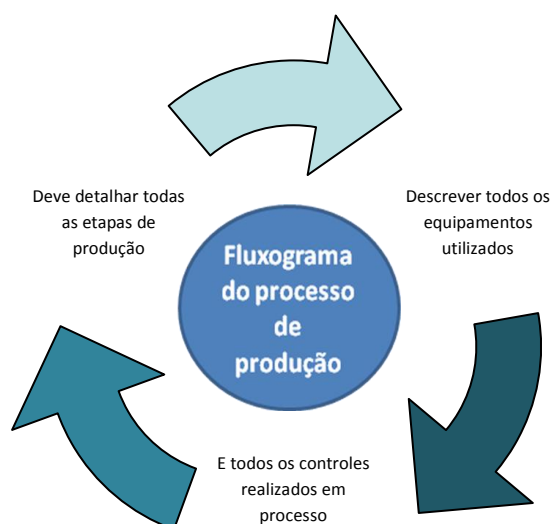 Deve detalhar todas
as etapas de
produção
Descrever todos os
equipamentos
utilizados
Fluxograma
do processo
de
produção
E todos os controles
realizados em
processo